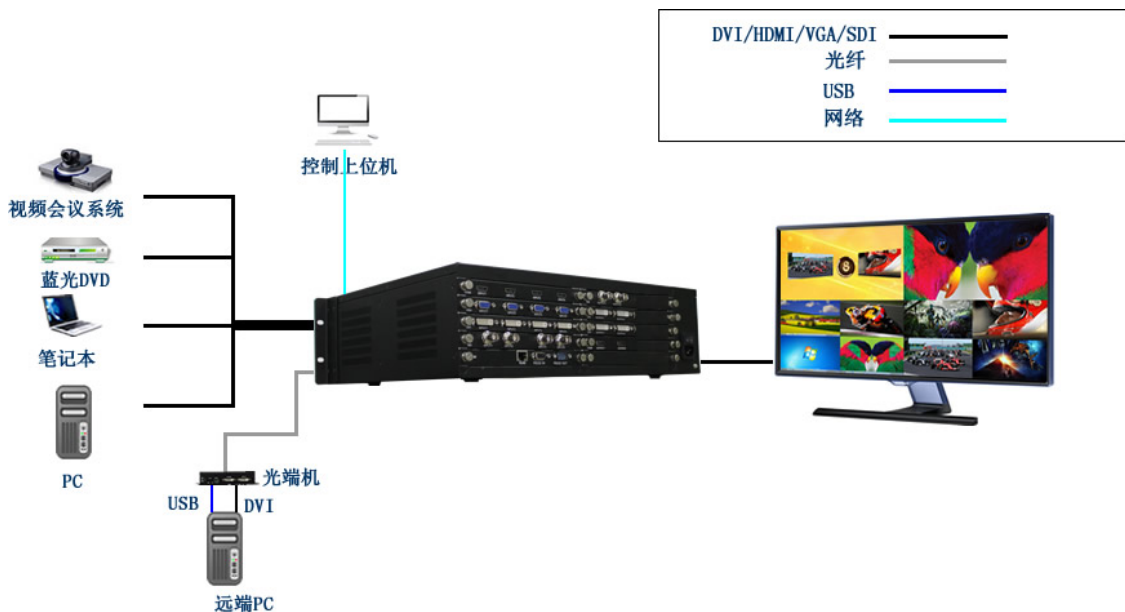 DVI/HDMI/VGA/SDI
光纤
USB
网络
控制上位机
视频会议系统
蓝光DVD
笔记本
PC
光端机
USB
DVI
远端PC
8